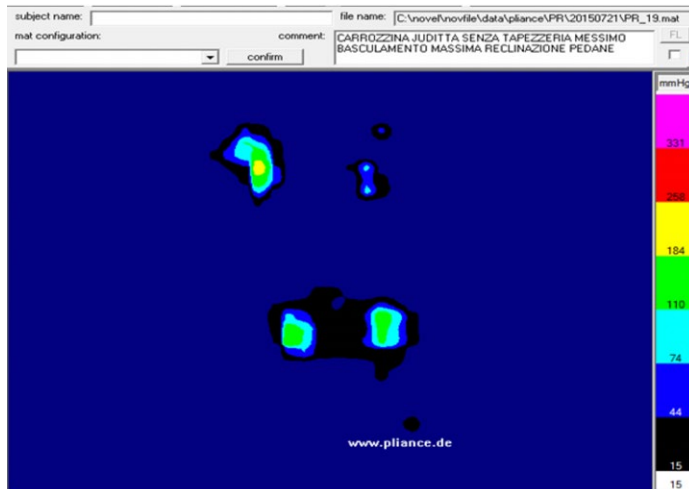 subject name:
file name: C:\novel\novfile\data\pliance\PR\20150721\PR_19.mat
mat configuration:
comment: CARROZZINA JUDITTA SENZA TAPEZZERIA MESSIMO
BASCULAMENTO MASSIMA RECLINAZIONE PEDANE
FL
confirm
mmHg
331
258
184
110
74
44
15
15
www.pliance.de